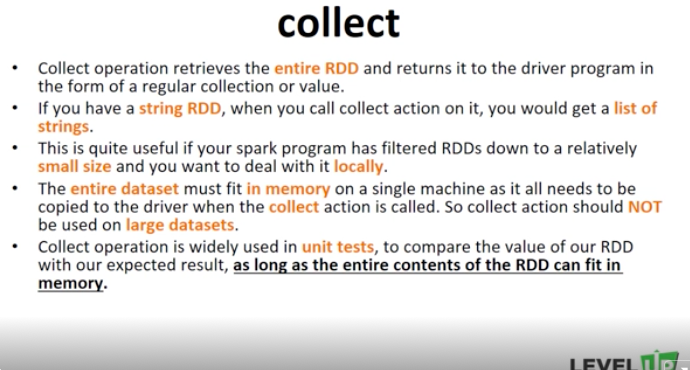 collect
• Collect operation retrieves the entire RDD and returns it to the driver program in
the form of a regular collection or value.
• If you have a string RDD, when you call collect action on it, you would get a list of
strings.
• This is quite useful if your spark program has filtered RDDs down to a relatively
small size and you want to deal with it locally.
• The entire dataset must fit in memory on a single machine as it all needs to be
copied to the driver when the collect action is called. So collect action should NOT
be used on large datasets.
• Collect operation is widely used in unit tests, to compare the value of our RDD
with our expected result, as long as the entire contents of the RDD can fit in
memory.
LEVEL UP